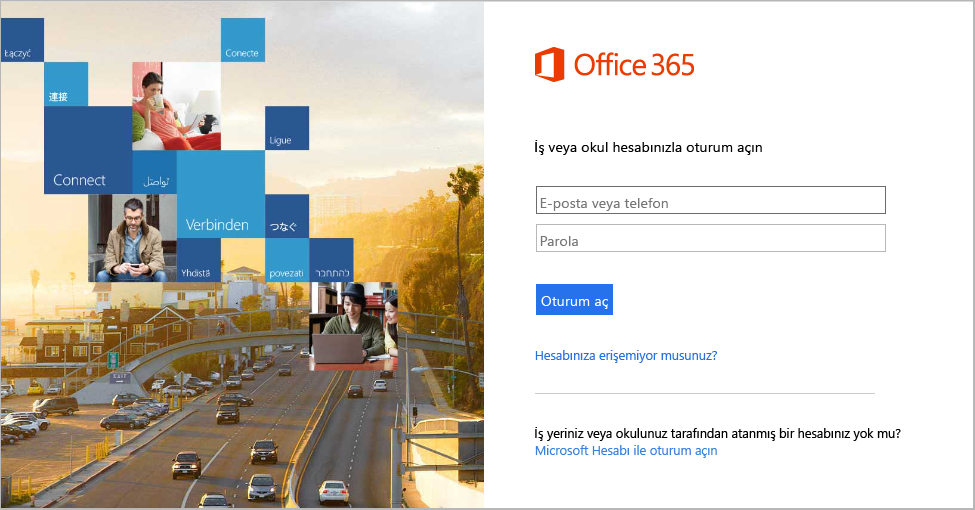 Łączyć
Conecte
連接
Ligue
Connect
تواصل
Verbinden
つなぐ
Yhdistä
povezati
להתחבר
EXIT
Office 365
İş veya okul hesabınızla oturum açın
E-posta veya telefon
Parola
Oturum aç
Hesabınıza erişemiyor musunuz?
İş yeriniz veya okulunuz tarafından atanmış bir hesabınız yok mu?
Microsoft Hesabı ile oturum açın